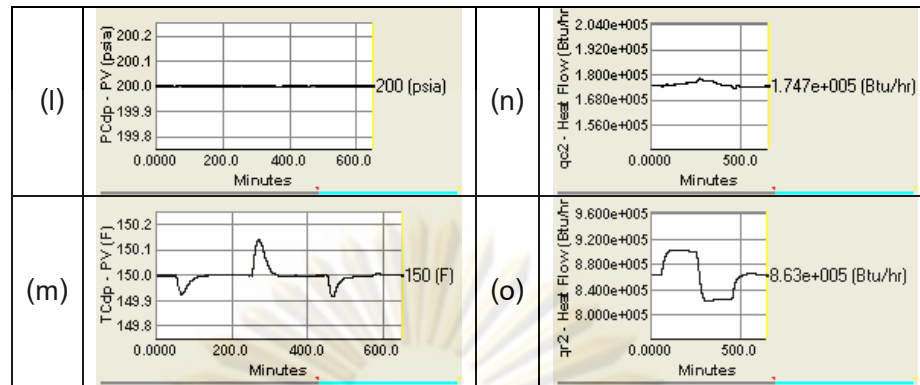 (l)
PCdp - PV (psia)
200.2
200.1
200.0
199.9
199.8
0.0000 200.0 400.0 600.0
Minutes
200 (psia)
(n)
qc2 - Heat Flow (Btu/hr
2.040e+005
1.920e+005
1.800e+005
1.680e+005
1.560e+005
0.0000 500.0
Minutes
1.747e+005 (Btu/hr)
(m)
TCdp - PV (F)
150.2
150.1
150.0
149.9
149.8
0.0000 200.0 400.0 600.0
Minutes
150 (F)
(o)
qr2 - Heat Flow (Btu/hr
9.600e+005
9.200e+005
8.800e+005
8.400e+005
8.000e+005
0.0000 500.0
Minutes
8.63e+005 (Btu/hr)